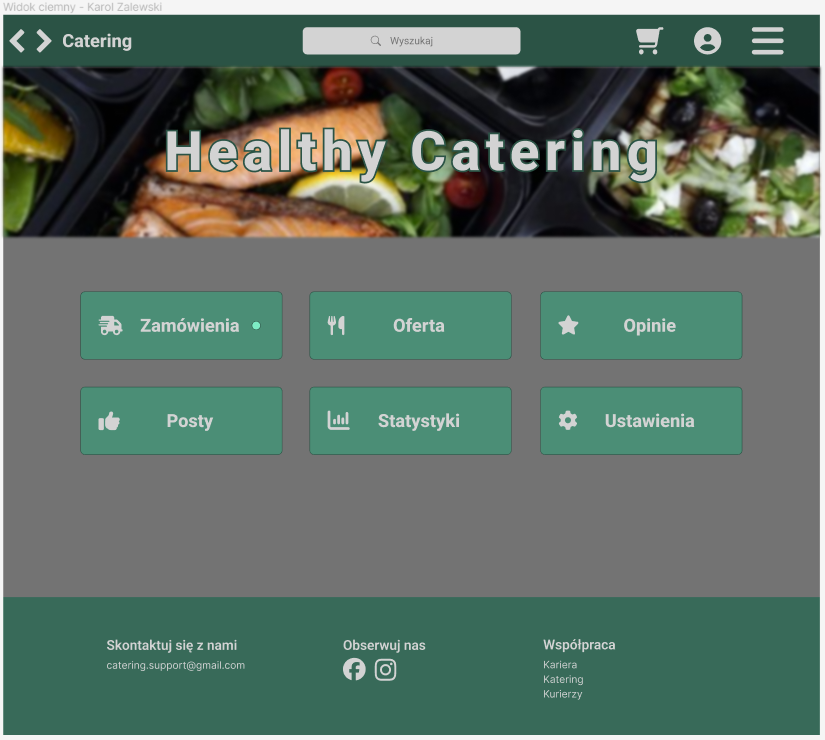 Widok ciemny - Karol Zalewski
Catering
Wyszukaj
Healthy Catering
Zamówienia
Oferta
Opinie
Posty
Statystyki
Ustawienia
Skontaktuj się z nami
catering.support@gmail.com
Obserwuj nas
Współpraca
Kariera
Katering
Kurierzy